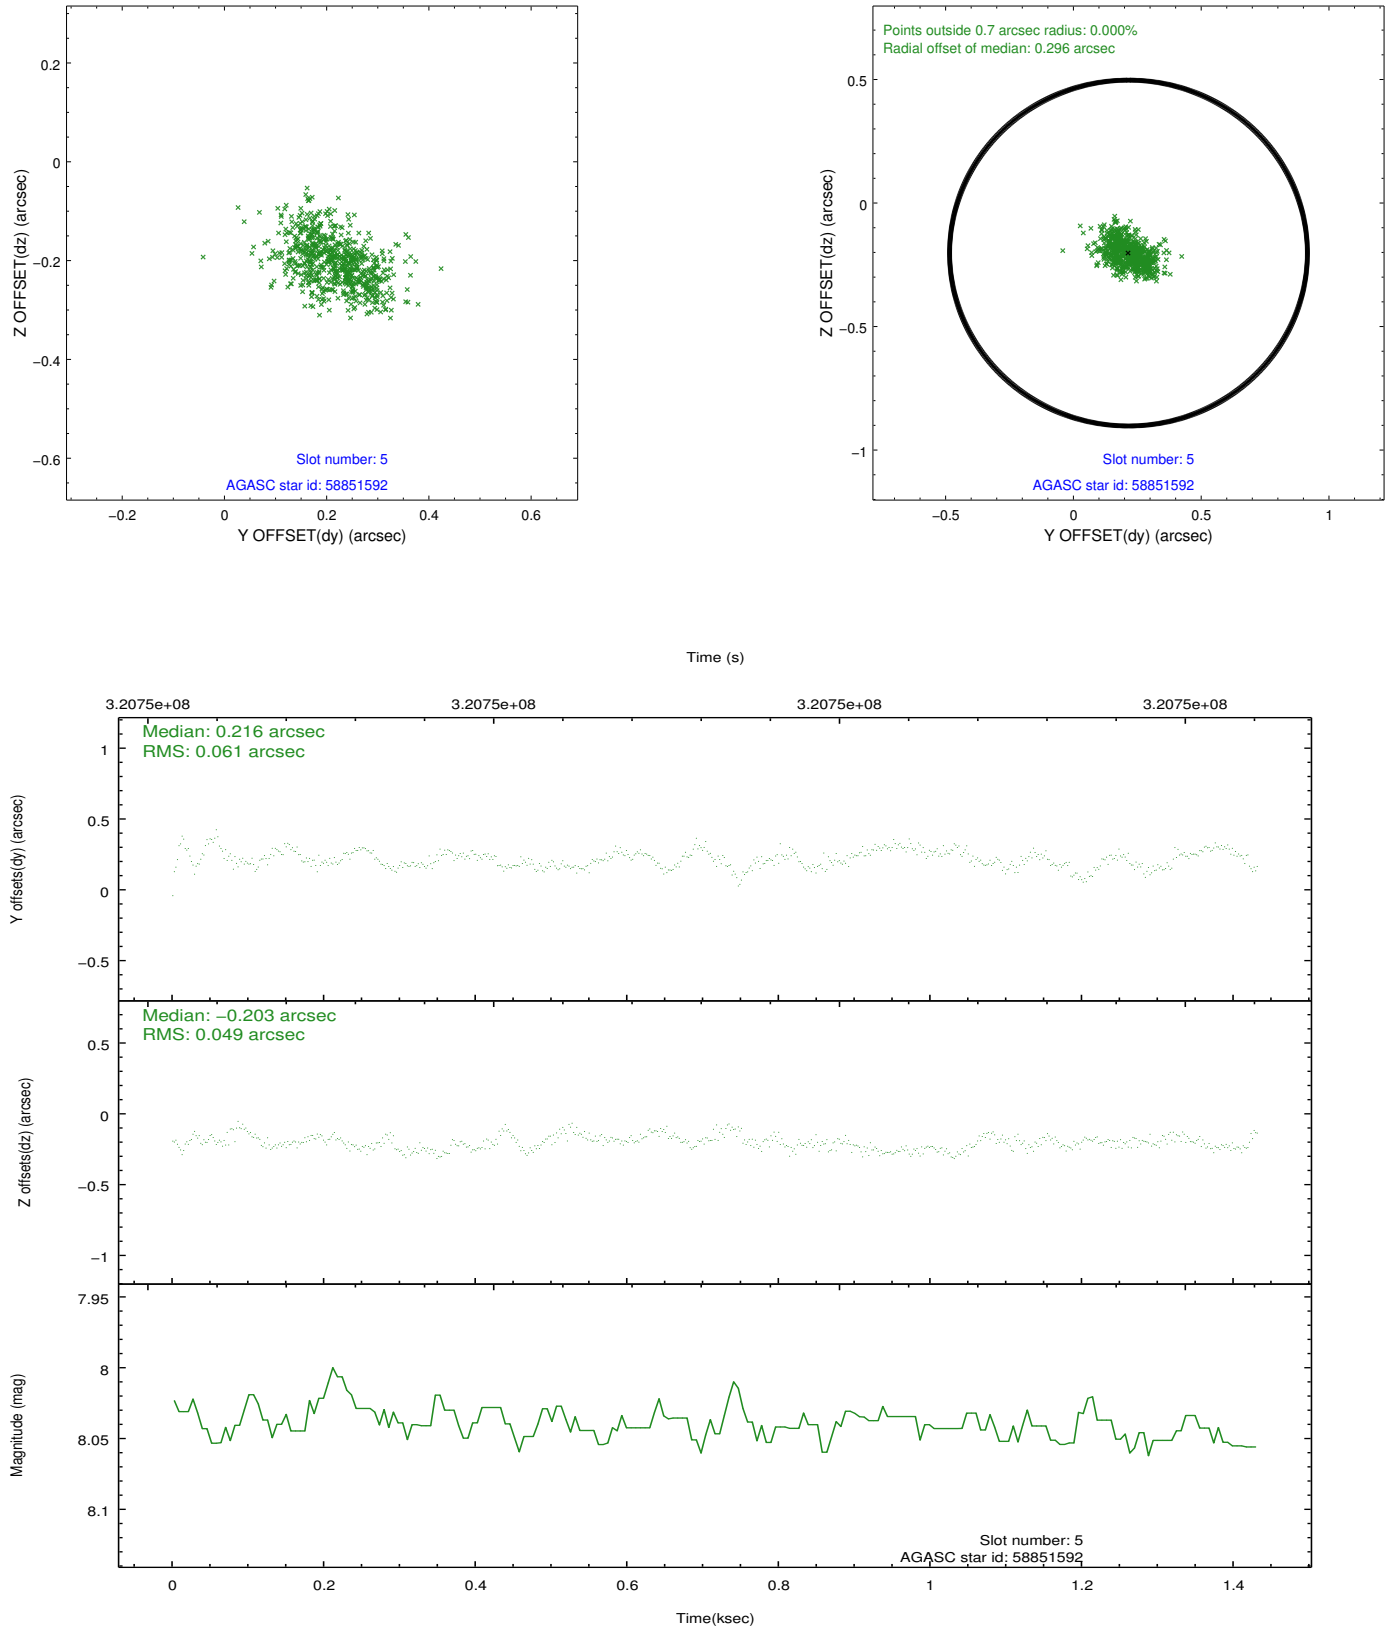 0.2
0
−0.2
−0.4
−0.6
Z OFFSET(dz) (arcsec)
Slot number: 5
AGASC star id: 58851592
−0.2
0
0.2
0.4
0.6
Y OFFSET(dy) (arcsec)
Points outside 0.7 arcsec radius: 0.000%
Radial offset of median: 0.296 arcsec
0.5
0
−0.5
−1
Z OFFSET(dz) (arcsec)
Slot number: 5
AGASC star id: 58851592
−0.5
0
0.5
1
Y OFFSET(dy) (arcsec)
Time (s)
3.2075e+08
3.2075e+08
3.2075e+08
3.2075e+08
Median: 0.216 arcsec
RMS: 0.061 arcsec
1
0.5
0
−0.5
Y offsets(dy) (arcsec)
Median: −0.203 arcsec
RMS: 0.049 arcsec
0.5
0
−0.5
−1
Z offsets(dz) (arcsec)
7.95
8
8.05
8.1
Magnitude (mag)
Slot number: 5
AGASC star id: 58851592
0
0.2
0.4
0.6
0.8
1
1.2
1.4
Time(ksec)